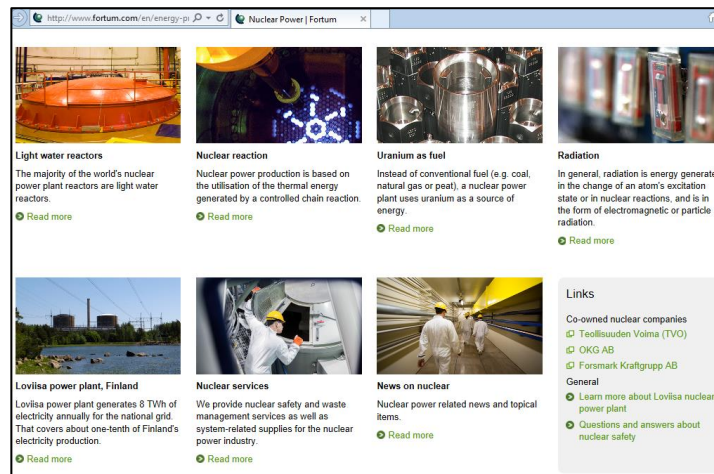 http://www.fortum.com/en/energy-pr
Nuclear Power | Fortum
Light water reactors
The majority of the world's nuclear
power plant reactors are light water
reactors.
Read more
Nuclear reaction
Nuclear power production is based on
the utilisation of the thermal energy
generated by a controlled chain reaction.
Read more
Uranium as fuel
Instead of conventional fuel (e.g. coal,
natural gas or peat), a nuclear power
plant uses uranium as a source of
energy.
Read more
Radiation
In general, radiation is energy generate
in the change of an atom's excitation
state or in nuclear reactions, and is in
the form of electromagnetic or particle
radiation.
Read more
Loviisa power plant, Finland
Loviisa power plant generates 8 TWh of
electricity annually for the national grid.
That covers about one-tenth of Finland's
electricity production.
Read more
Nuclear services
We provide nuclear safety and waste
management services as well as
system-related supplies for the nuclear
power industry.
Read more
News on nuclear
Nuclear power related news and topical
items.
Read more
Links
Co-owned nuclear companies
Teollisuuden Voima (TVO)
OKG AB
Forsmark Kraftgrupp AB
General
Learn more about Loviisa nuclear
power plant
Questions and answers about
nuclear safety